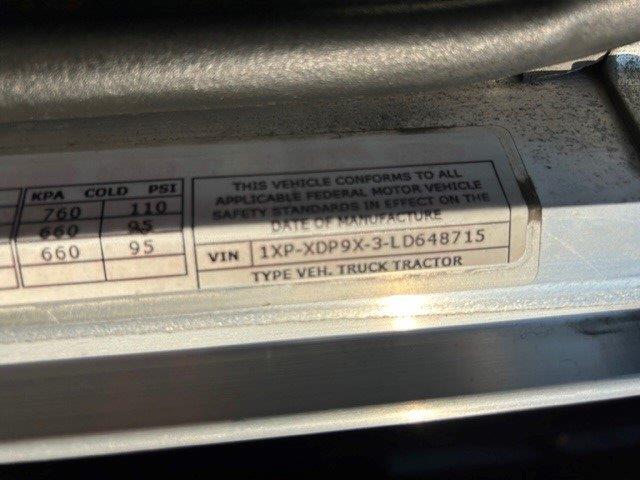 KPA COLD PSI
760 110
660 95
660 95
THIS VEHICLE CONFORMS TO ALL
APPLICABLE FEDERAL MOTOR VEHICLE
SAFETY STANDARDS IN EFFECT ON THE
DATE OF MANUFACTURE
VIN 1XP-XDP9X-3-LD648715
TYPE VEH. TRUCK TRACTOR